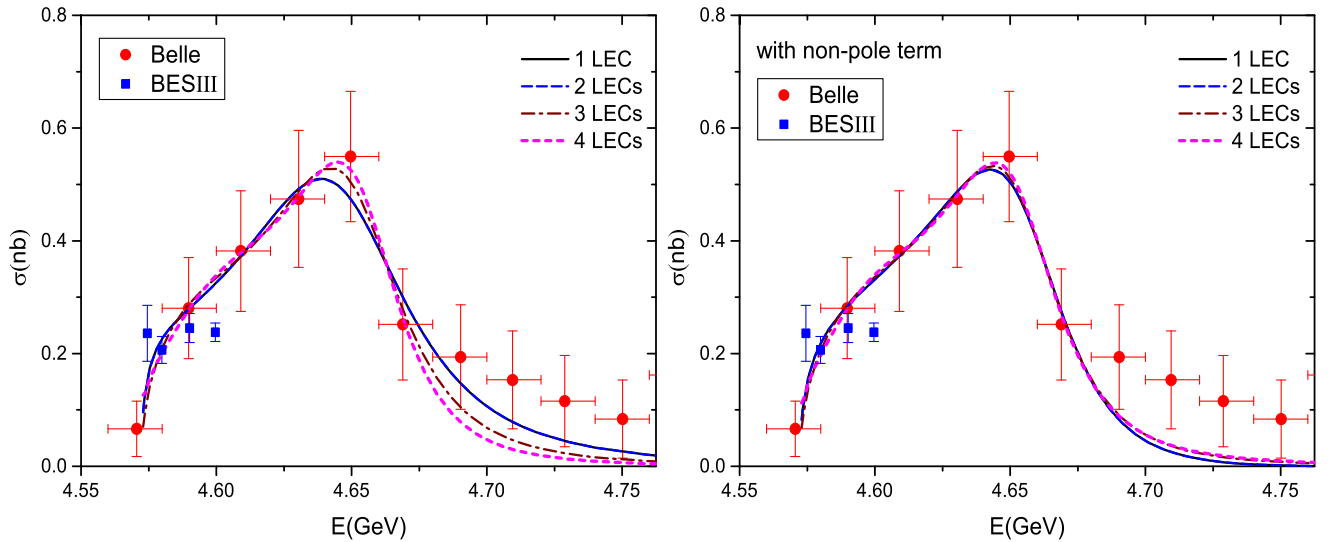 0.8
0.6
0.4
0.2
0.0
σ(nb)
Belle
BESIII
1 LEC
2 LECs
3 LECs
4 LECs
4.55 4.60 4.65 4.70 4.75
E(GeV)
0.8
0.6
0.4
0.2
0.0
σ(nb)
with non-pole term
Belle
BESIII
1 LEC
2 LECs
3 LECs
4 LECs
4.55 4.60 4.65 4.70 4.75
E(GeV)